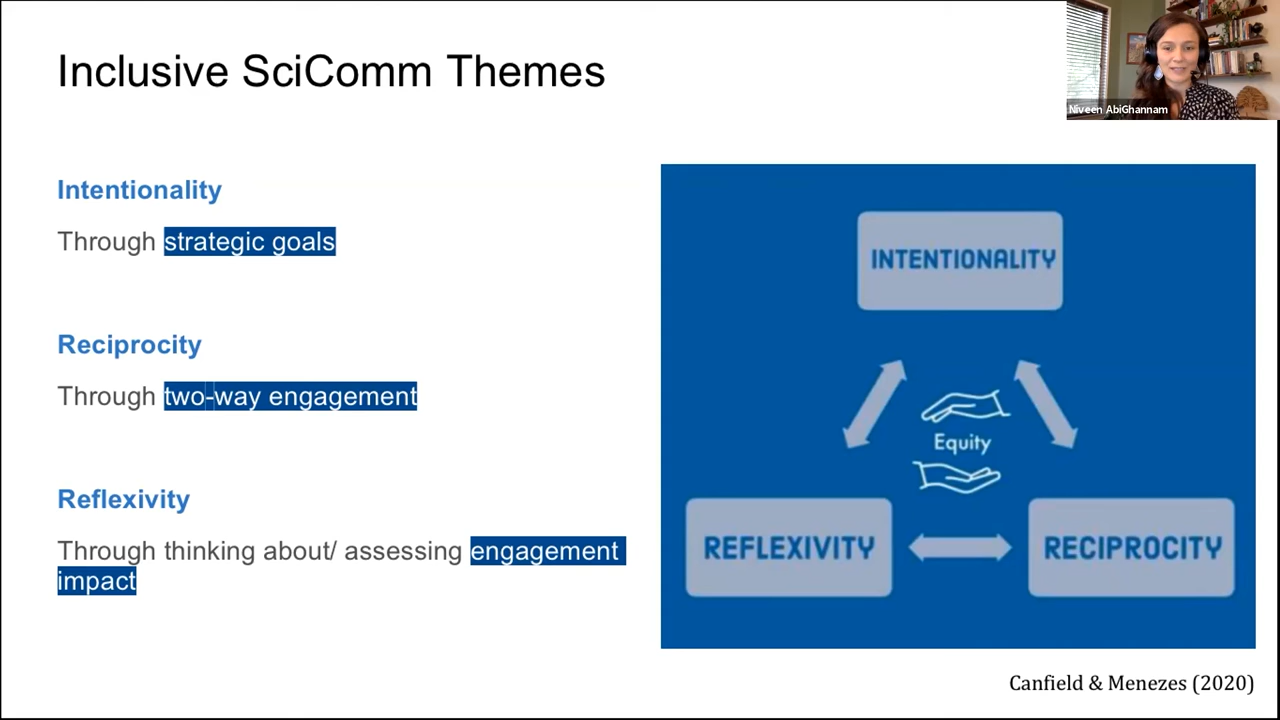 Inclusive SciComm Themes
Niveen AbiGhannam
Intentionality
Through strategic goals
Reciprocity
Through two-way engagement
Reflexivity
Through thinking about/ assessing engagement
impact
INTENTIONALITY
Equity
REFLEXIVITY
RECIPROCITY
Canfield & Menezes (2020)